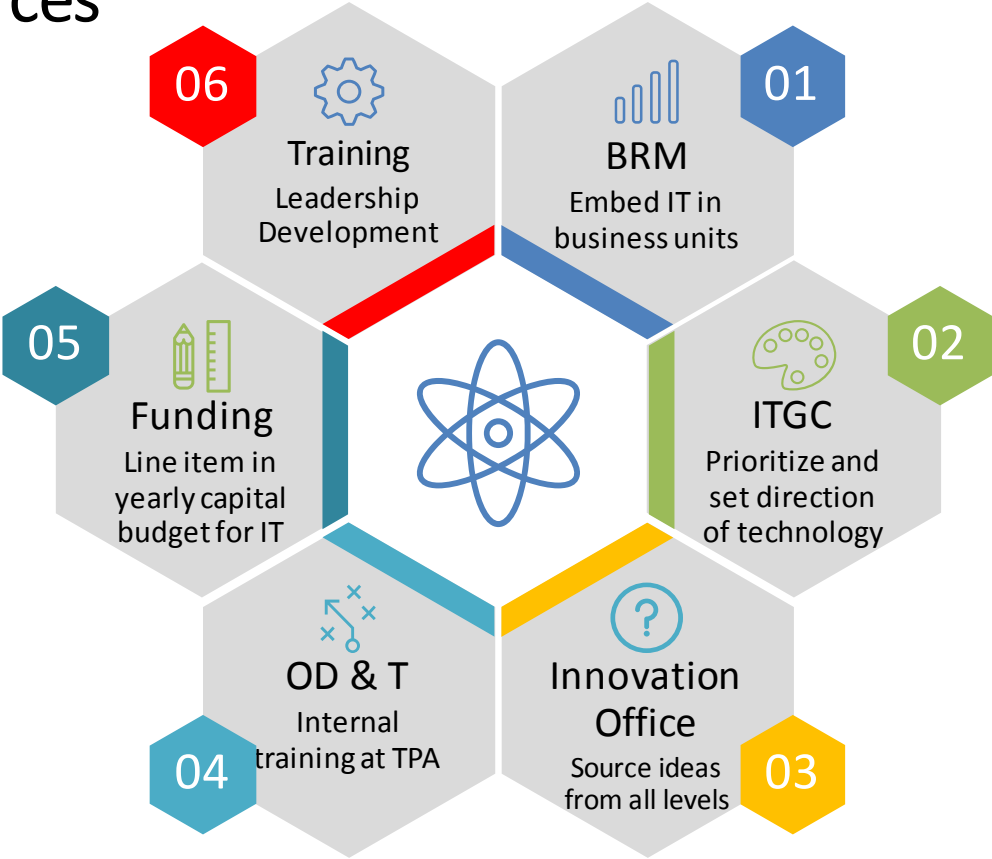 ces
06
Training
Leadership
Development
01
BRM
Embed IT in
business units
05
Funding
Line item in
yearly capital
budget for IT
02
ITGC
Prioritize and
set direction
of technology
04
OD & T
Internal
training at TPA
03
Innovation
Office
Source ideas
from all levels
?